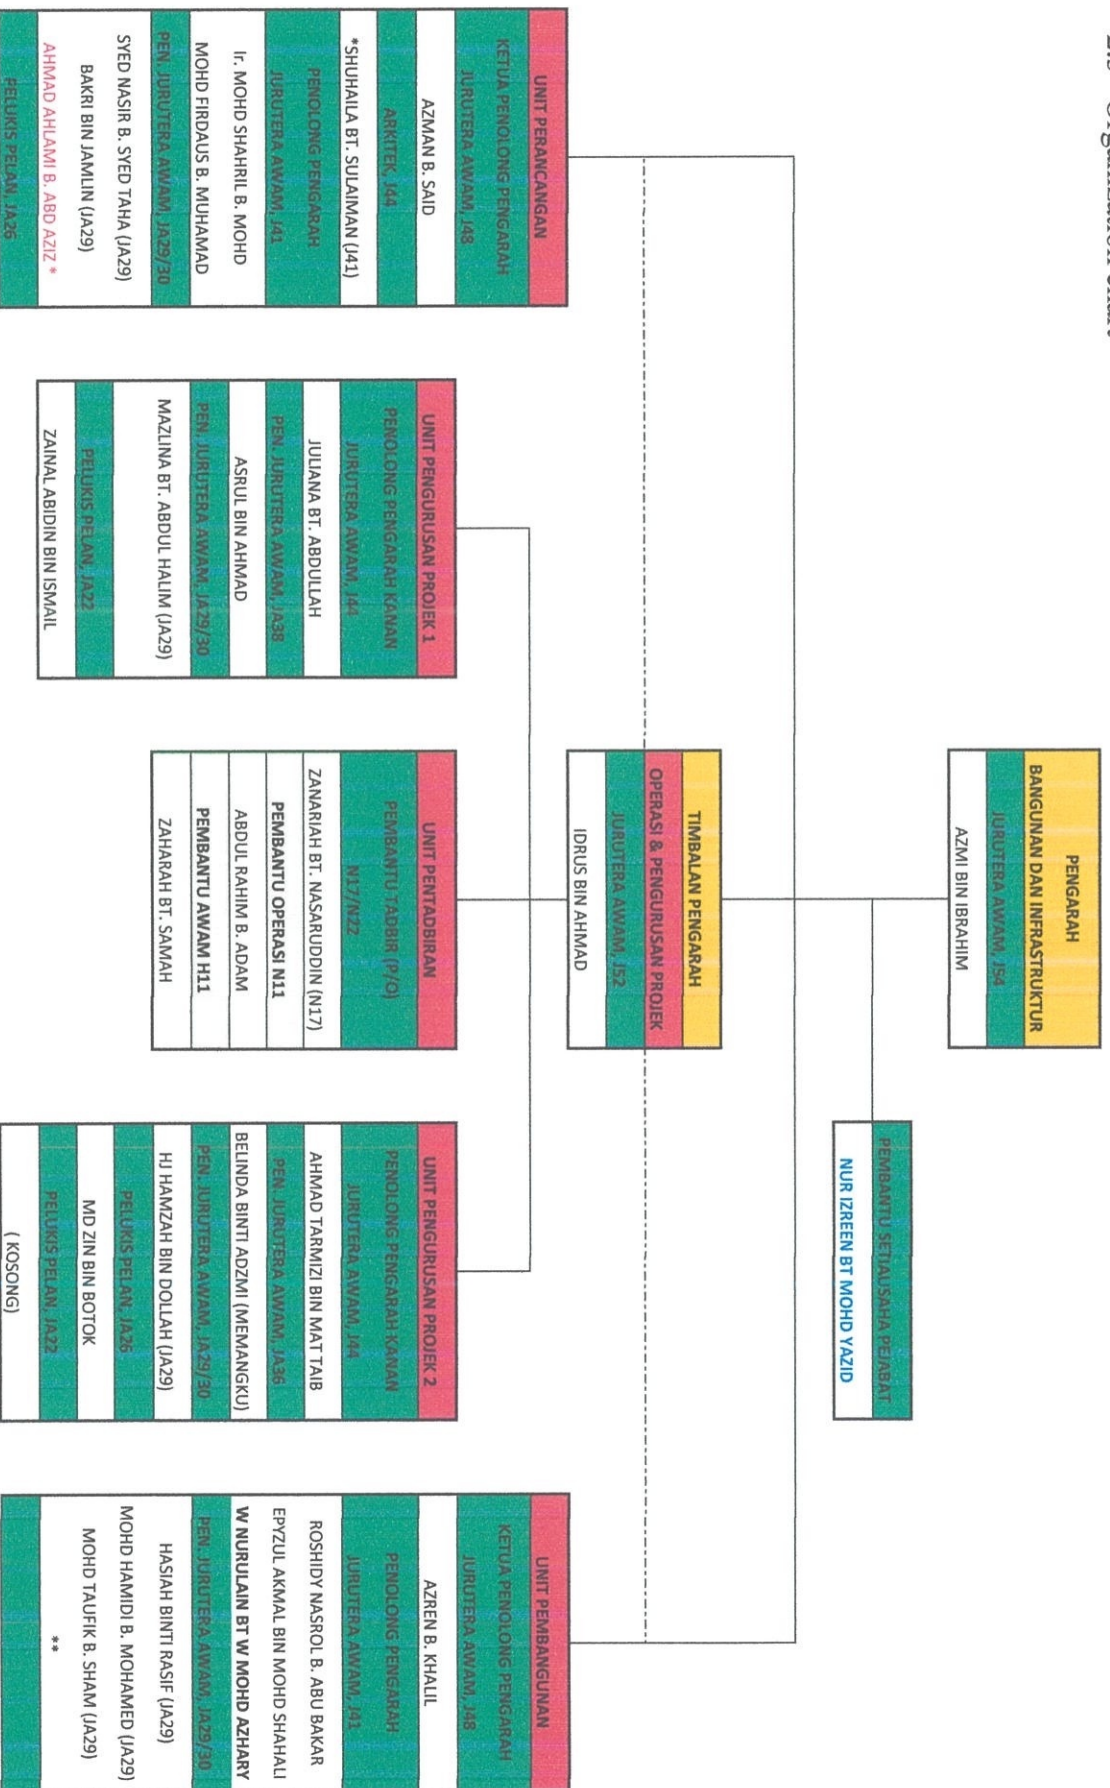 PENGARAH
BANGUNAN DAN INFRASTRUKTUR
JURUTERA AWAM, J54
AZMI BIN IBRAHIM
PEMBANTU SETIAUSAHA PEJABAT
NUR IZREEN BT MOHD YAZID
TIMBALAN PENGARAH
OPERASI & PENGURUSAN PROJEK
JURUTERA AWAM, J52
IDRUS BIN AHMAD
UNIT PERANCANGAN
KETUA PENOLONG PENGARAH
JURUTERA AWAM, J48
AZMAN B. SAID
ARKITEK, J44
*SHUHAILA BT. SULAIMAN (J41)
PENOLONG PENGARAH
JURUTERA AWAM, J41
Ir. MOHD SHAHRIL B. MOHD
MOHD FIRDAUS B. MUHAMAD
PEN. JURUTERA AWAM, JA29/30
SYED NASIR B. SYED TAHA (JA29)
BAKRI BIN JAMLIN (JA29)
AHMAD AHLAMI B. ABD AZIZ *
PELUKIS PELAN, JA26
UNIT PENGURUSAN PROJEK 1
PENOLONG PENGARAH KANAN
JURUTERA AWAM, J44
JULIANA BT. ABDULLAH
PEN. JURUTERA AWAM, JA38
ASRUL BIN AHMAD
PEN. JURUTERA AWAM, JA29/30
MAZLINA BT. ABDUL HALIM (JA29)
PELUKIS PELAN, JA22
ZAINAL ABIDIN BIN ISMAIL
UNIT PENTADBIRAN
PEMBANTU TADBIR (P/O)
N17/N22
ZANARIAH BT. NASARUDDIN (N17)
PEMBANTU OPERASI N11
ABDUL RAHIM B. ADAM
PEMBANTU AWAM H11
ZAHARAH BT. SAMAH
UNIT PENGURUSAN PROJEK 2
PENOLONG PENGARAH KANAN
JURUTERA AWAM, J44
AHMAD TARMIZI BIN MAT TAIB
PEN. JURUTERA AWAM, JA36
BELINDA BINTI ADZMI (MEMANGKU)
PEN. JURUTERA AWAM, JA29/30
HJ HAMZAH BIN DOLLAH (JA29)
PELUKIS PELAN, JA26
MD ZIN BIN BOTOK
PELUKIS PELAN, JA22
( KOSONG)
UNIT PEMBANGUNAN
KETUA PENOLONG PENGARAH
JURUTERA AWAM, J48
AZREN B. KHALIL
PENOLONG PENGARAH
JURUTERA AWAM, J41
ROSHIDY NASROL B. ABU BAKAR
EPYZUL AKMAL BIN MOHD SHAHALI
W NURULAIN BT W MOHD AZHARY
PEN. JURUTERA AWAM, JA29/30
HASIAH BINTI RASIF (JA29)
MOHD HAMIDI B. MOHAMED (JA29)
MOHD TAUFIK B. SHAM (JA29)
**